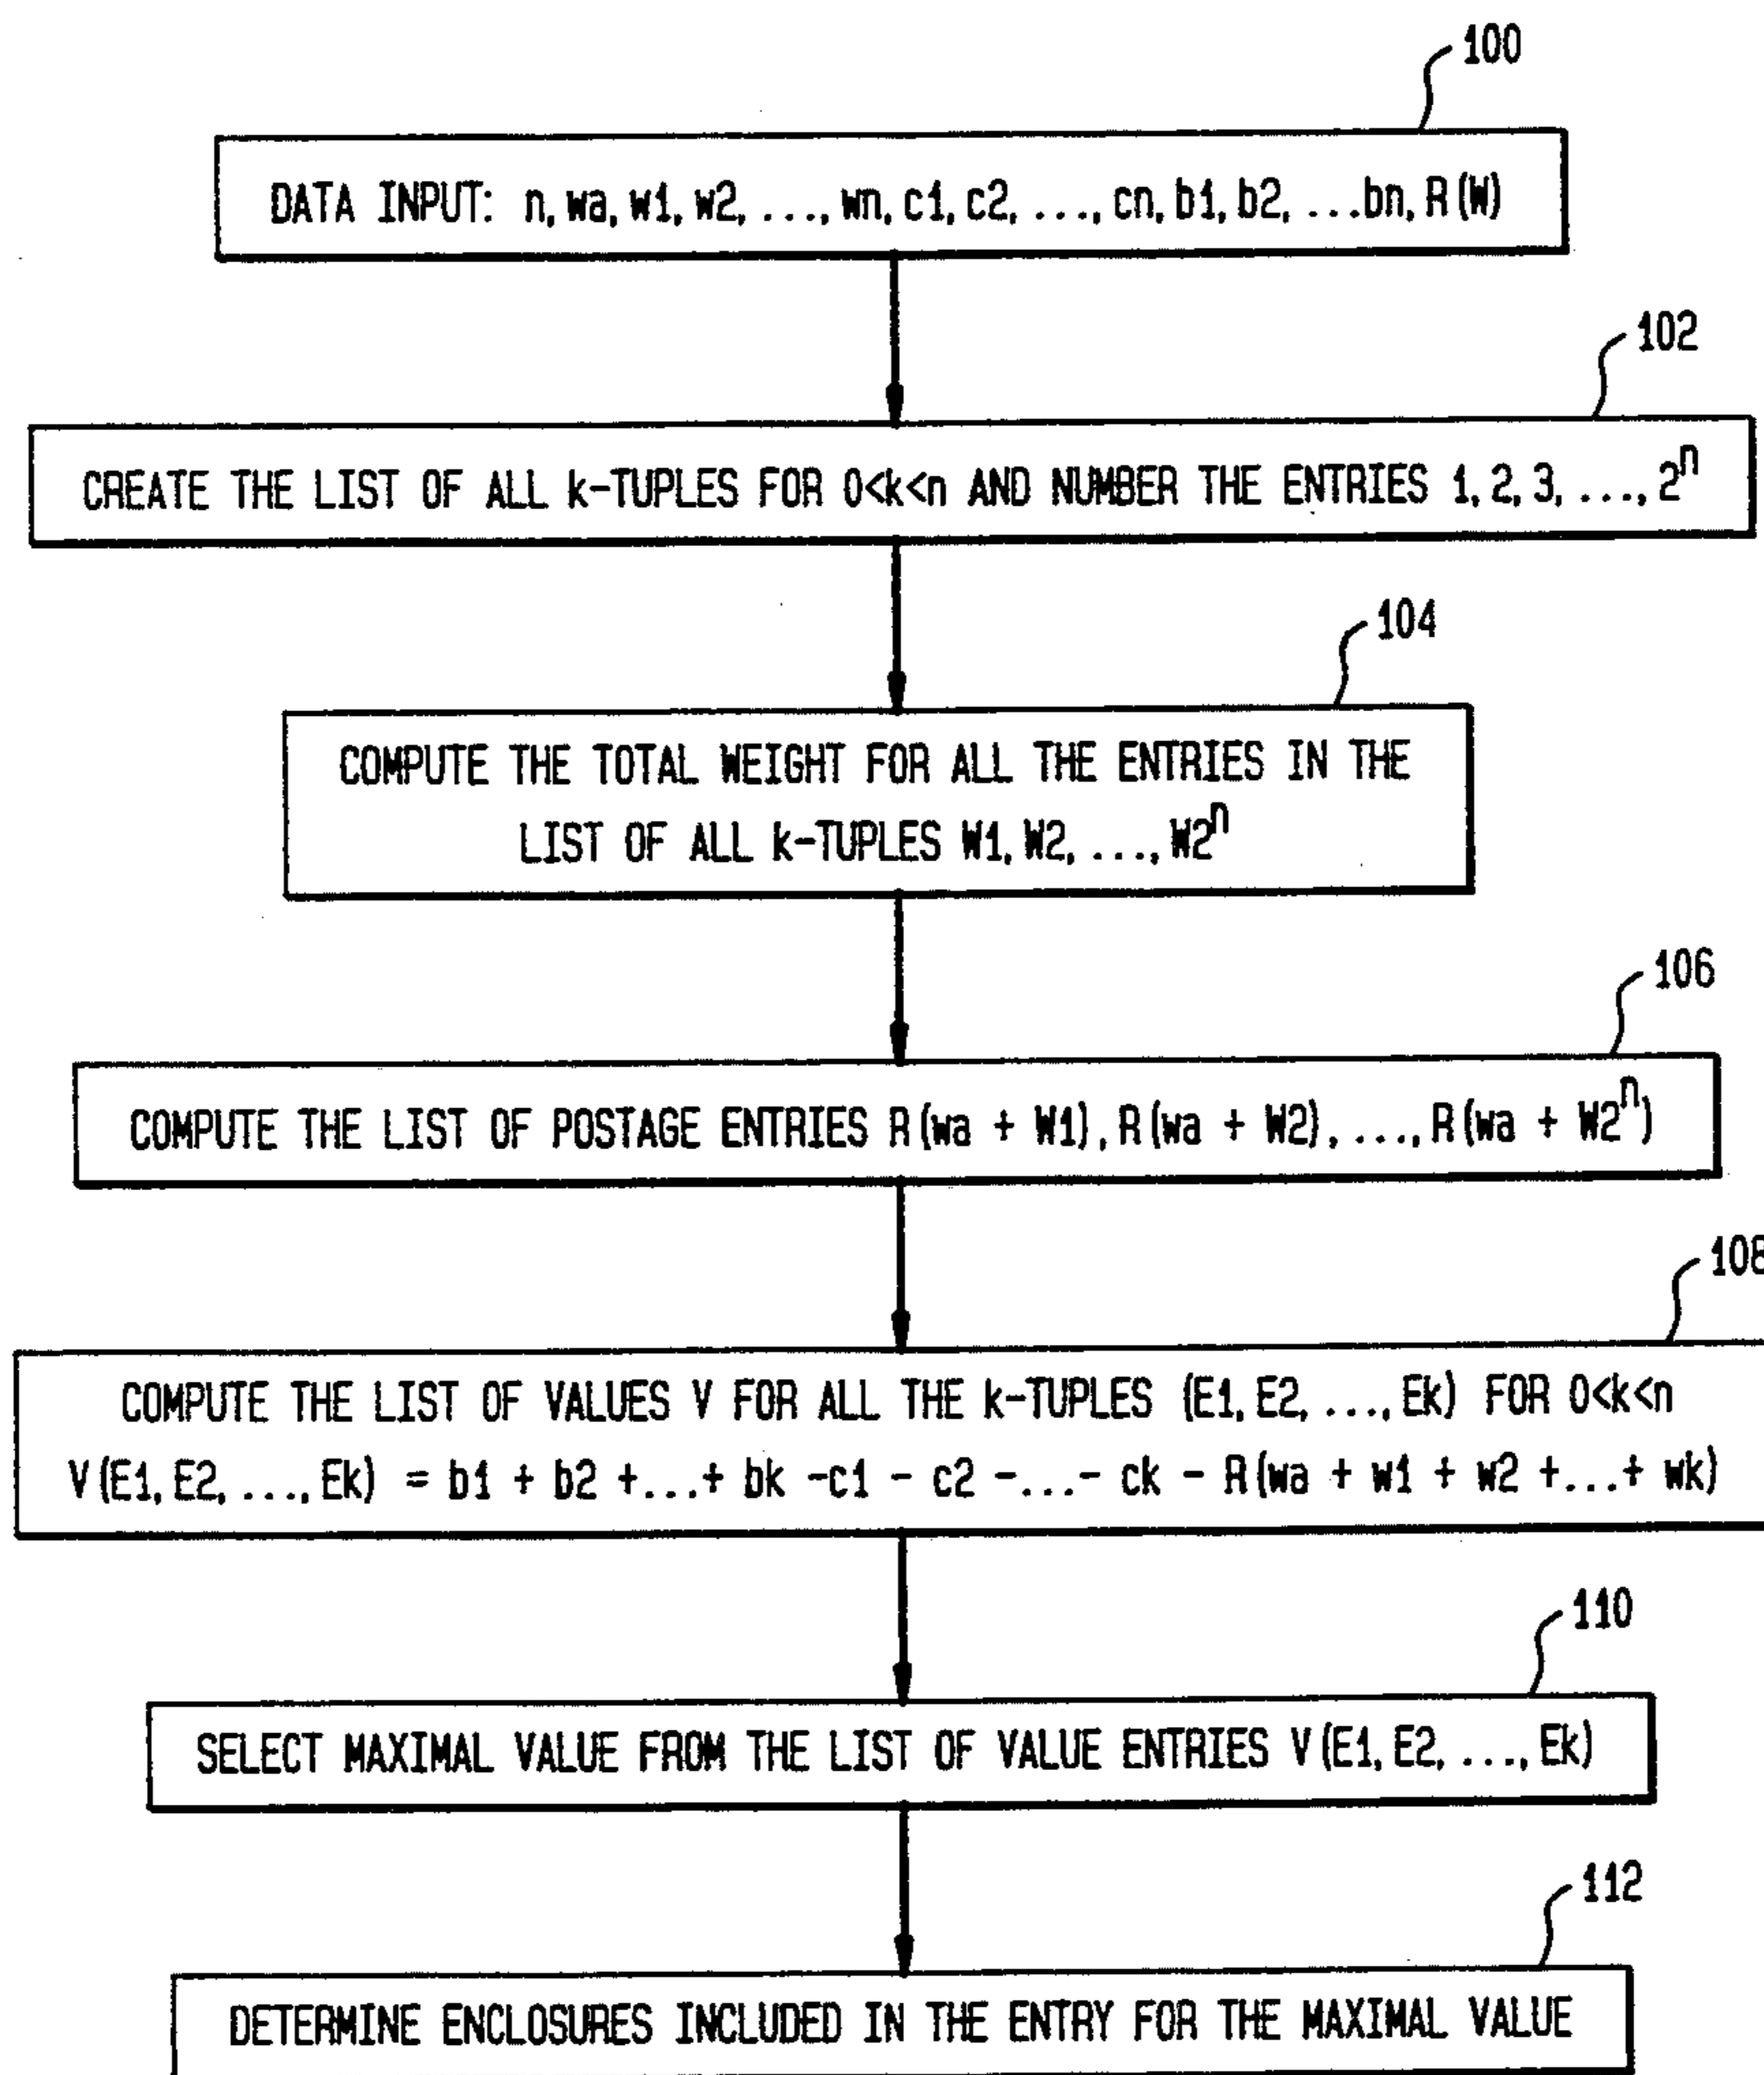 100
DATA INPUT: n, wa, w1, w2, ..., wn, c1, c2, ..., cn, b1, b2, ...bn, R(W)
102
CREATE THE LIST OF ALL k-TUPLES FOR 0<k<n AND NUMBER THE ENTRIES 1, 2, 3, ..., 2^n
104
COMPUTE THE TOTAL WEIGHT FOR ALL THE ENTRIES IN THE
LIST OF ALL k-TUPLES W1, W2, ..., W2^n
106
COMPUTE THE LIST OF POSTAGE ENTRIES R(wa + W1), R(wa + W2), ..., R(wa + W2^n)
108
COMPUTE THE LIST OF VALUES V FOR ALL THE k-TUPLES (E1, E2, ..., Ek) FOR 0<k<n
V(E1, E2, ..., Ek) = b1 + b2 +...+ bk -c1 - c2 -...- ck - R(wa + w1 + w2 +...+ wk)
110
SELECT MAXIMAL VALUE FROM THE LIST OF VALUE ENTRIES V(E1, E2, ..., Ek)
112
DETERMINE ENCLOSURES INCLUDED IN THE ENTRY FOR THE MAXIMAL VALUE